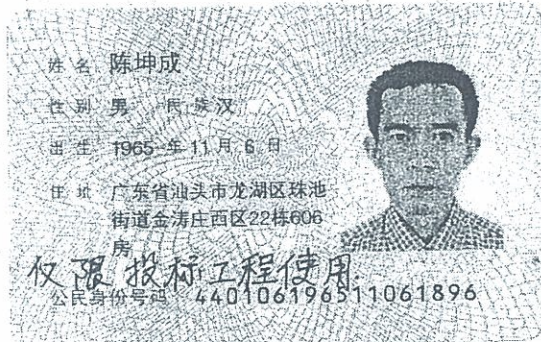 姓名 陈坤成
性别 男 民族 汉
出生 1965 年 11 月 6 日
住址 广东省汕头市龙湖区珠池
街道金涛庄西区22栋606
房
仅限投标工程使用.
公民身份号码 440106196511061896